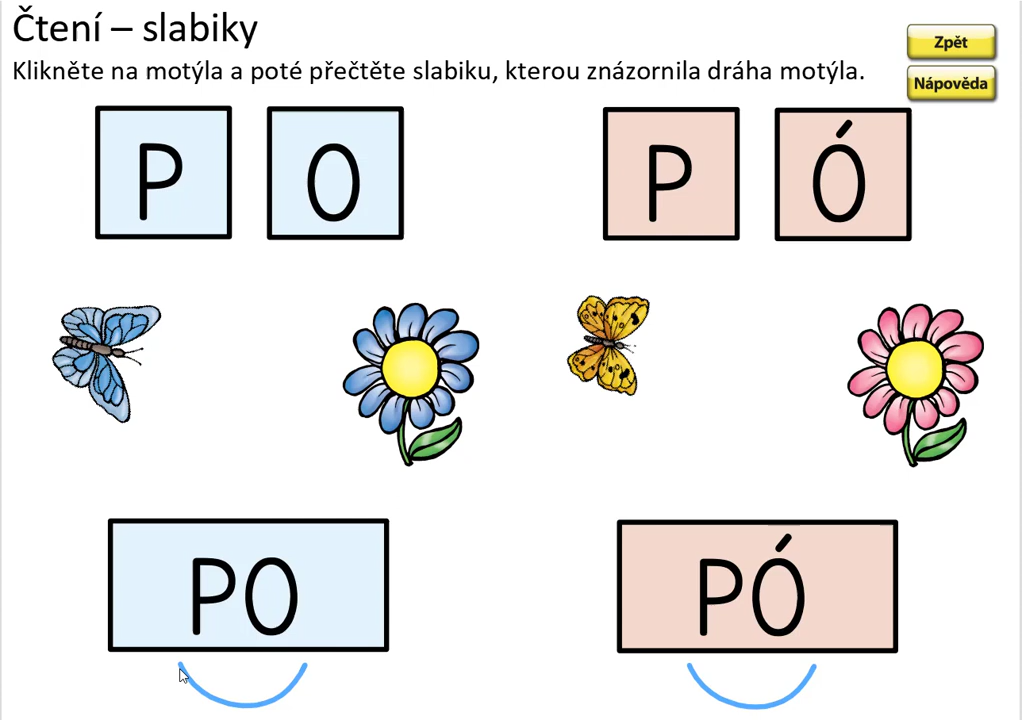 Čtení – slabiky
Klikněte na motýla a poté přečtěte slabiku, kterou znázornila dráha motýla.
Zpět
Nápověda
P O P Ó
PO PÓ